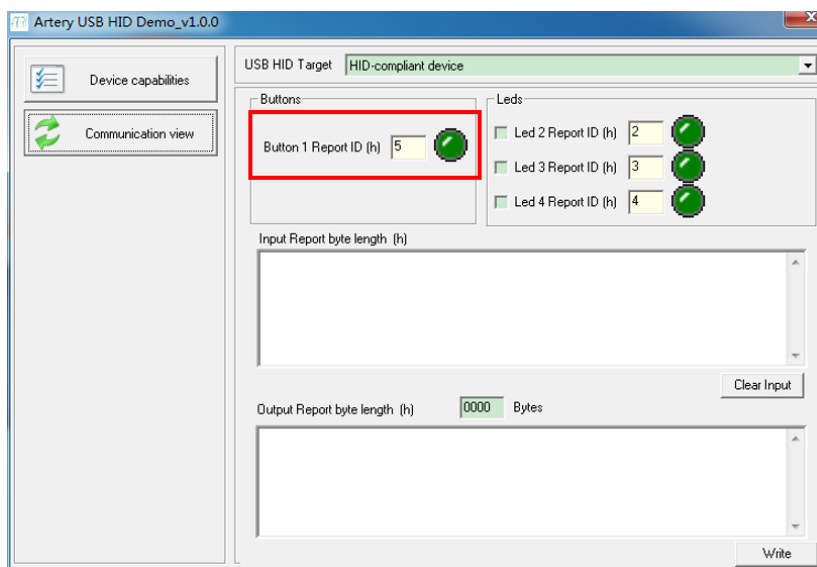 Artery USB HID Demo_v1.0.0
Device capabilities
Communication view
USB HID Target HID-compliant device
Buttons
Button 1 Report ID (h) 5
Leds
Led 2 Report ID (h) 2
Led 3 Report ID (h) 3
Led 4 Report ID (h) 4
Input Report byte length (h)
Clear Input
Output Report byte length (h) 0000 Bytes
Write